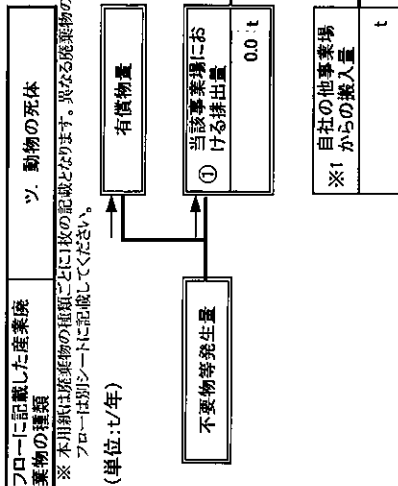 フローに記載した産業廃
棄物の種類
ツ. 動物の死体
※ 本用紙は廃棄物の種類ごとに1枚の記載となります。異なる廃棄物の
フローは別シートに記載してください。
(単位:t/年)
不要物等発生量
有償物量
① 当該事業場にお
ける排出量
0.0 t
※1 自社の他事業場
からの搬入量
t